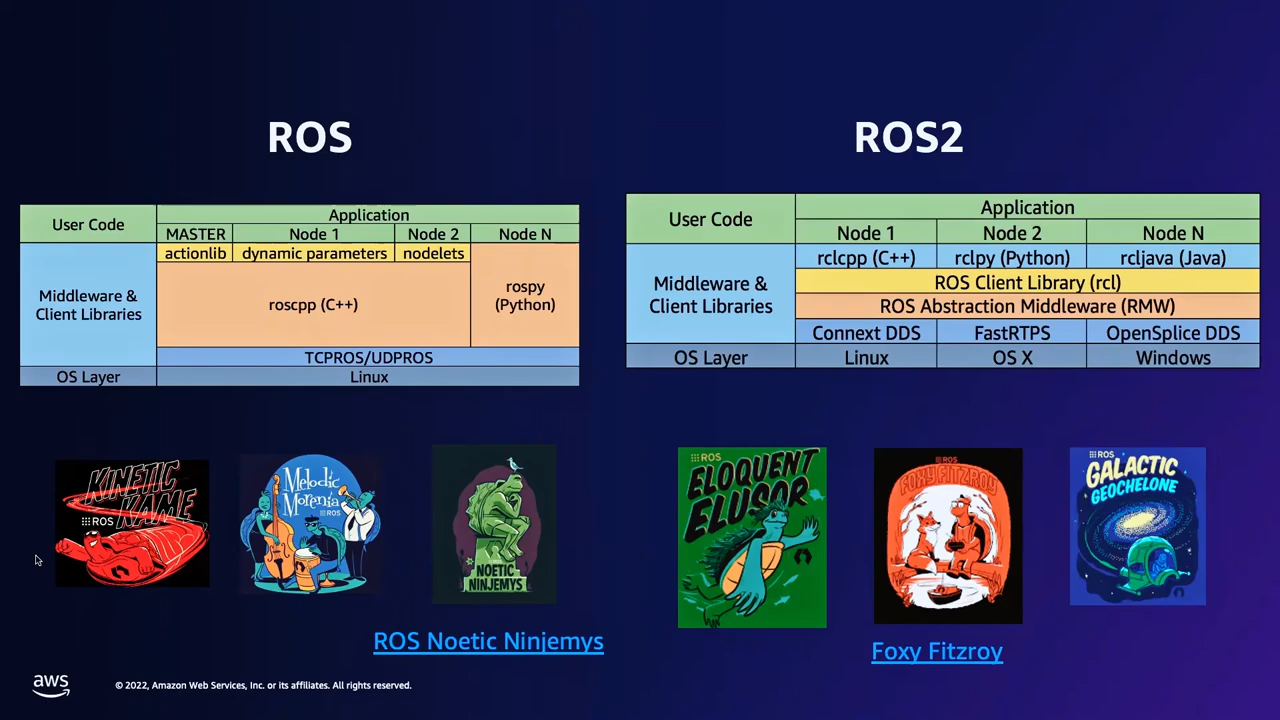 ROS
User Code
Application
MASTER Node 1 Node 2 Node N
Middleware &
Client Libraries
actionlib dynamic parameters nodelets
roscpp (C++)
rospy
(Python)
TCPROS/UDPROS
OS Layer Linux
ROS2
User Code
Application
Node 1 Node 2 Node N
Middleware &
Client Libraries
rclcpp (C++) rclpy (Python) rcljava (Java)
ROS Client Library (rcl)
ROS Abstraction Middleware (RMW)
Connext DDS FastRTPS OpenSplice DDS
OS Layer Linux OS X Windows
KINETIC
KAME
ROS
Melodic
Morenia
ROS
NOETIC
NINJEMYS
ROS Noetic Ninjemys
ROS
ELOQUENT
ELUSOR
ROS
FOXY FITZROY
ROS
GALACTIC
GEOCHELONE
Foxy Fitzroy
aws
© 2022, Amazon Web Services, Inc. or its affiliates. All rights reserved.